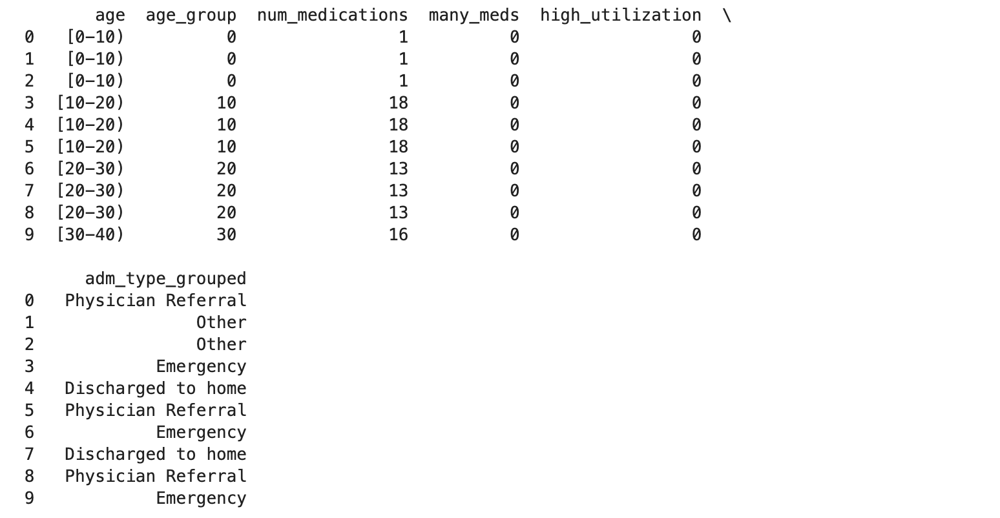 age age_group num_medications many_meds high_utilization \
0 [0-10) 0 1 0 0
1 [0-10) 0 1 0 0
2 [0-10) 0 1 0 0
3 [10-20) 10 18 0 0
4 [10-20) 10 18 0 0
5 [10-20) 10 18 0 0
6 [20-30) 20 13 0 0
7 [20-30) 20 13 0 0
8 [20-30) 20 13 0 0
9 [30-40) 30 16 0 0
adm_type_grouped
0 Physician Referral
1 Other
2 Other
3 Emergency
4 Discharged to home
5 Physician Referral
6 Emergency
7 Discharged to home
8 Physician Referral
9 Emergency